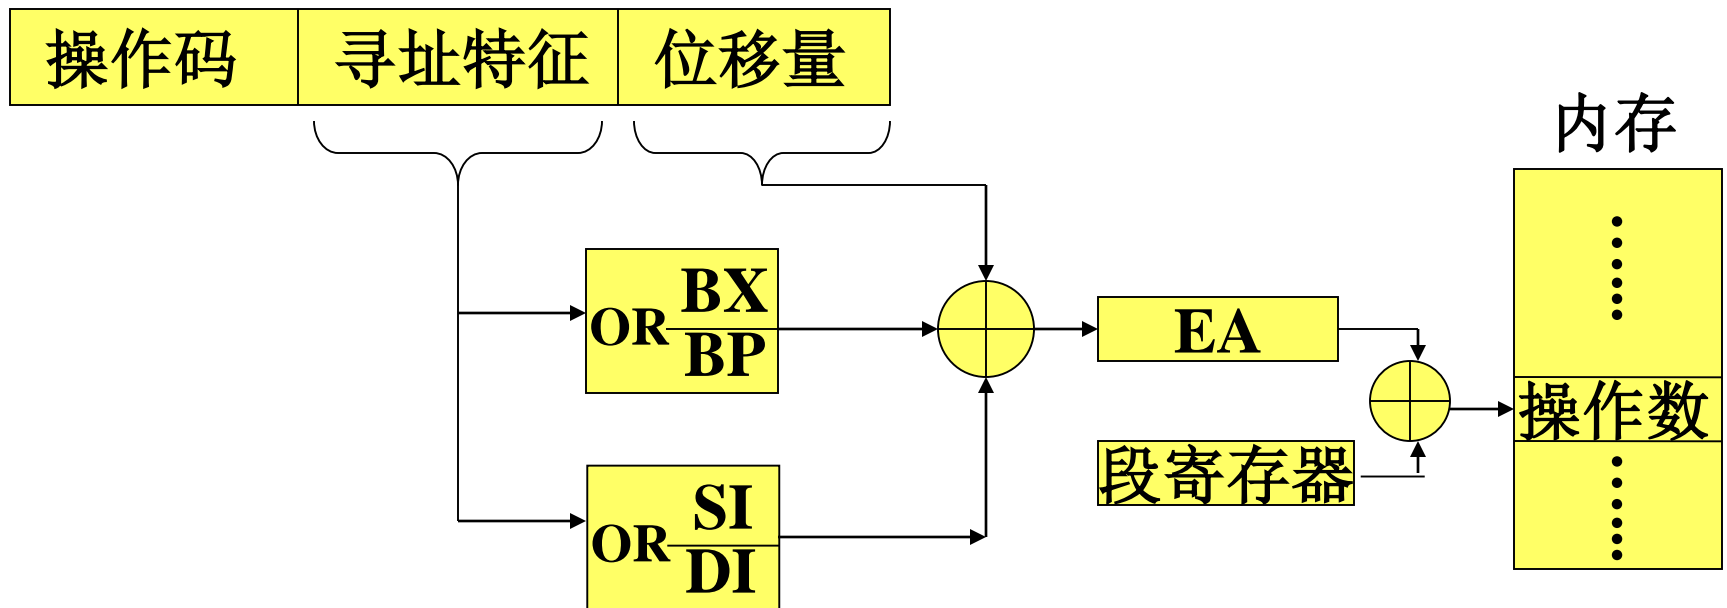 操作码 寻址特征 位移量
内存
BX
OR
BP
EA
操作数
段寄存器
SI
OR
DI